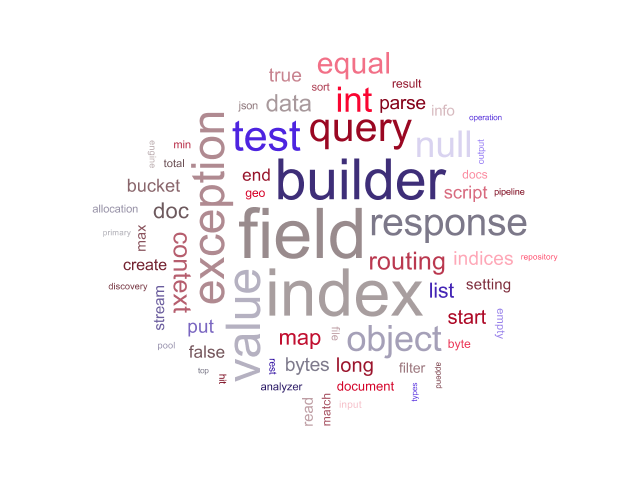 equal
true
sort
result
json
data
int
parse
info
operation
test
query
null
output
engine
min
total
exception
end
geo
builder
docs
script
pipeline
bucket
allocation
doc
primary
max
context
field
response
create
routing
indices
repository
discovery
stream
value
index
list
setting
put
pool
false
top
hit
map
file
object
start
empty
byte
rest
bytes
long
filter
append
analyzer
document
types
read
match
input